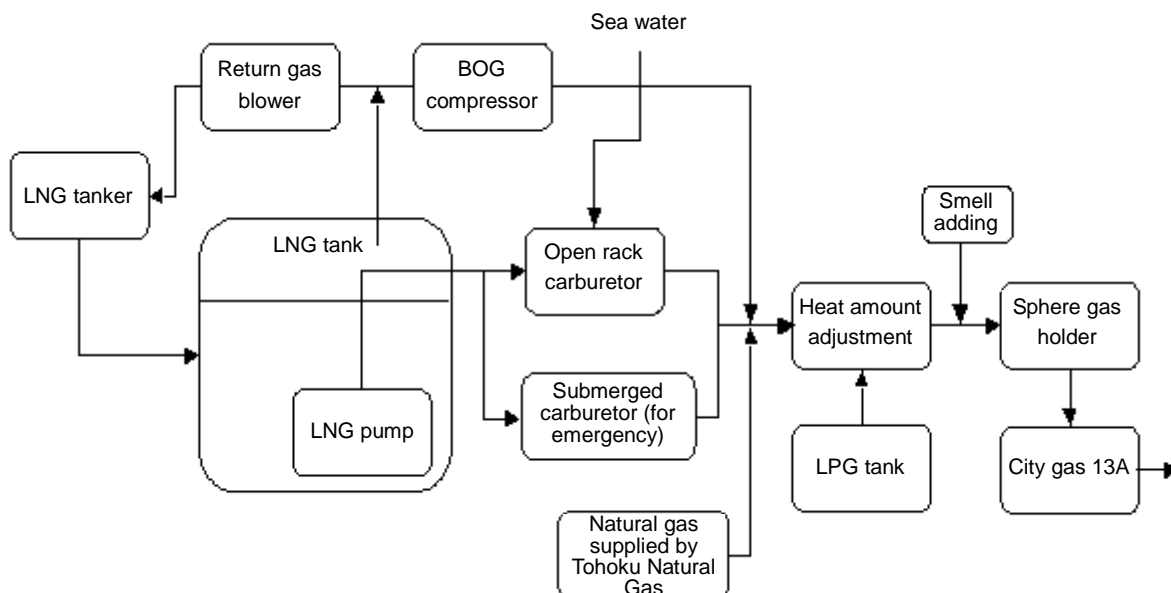 Sea water
Return gas
blower
BOG
compressor
LNG tanker
LNG tank
Open rack
carburetor
Smell
adding
Heat amount
adjustment
Sphere gas
holder
LNG pump
Submerged
carburetor (for
emergency)
LPG tank
City gas 13A
Natural gas
supplied by
Tohoku Natural
Gas